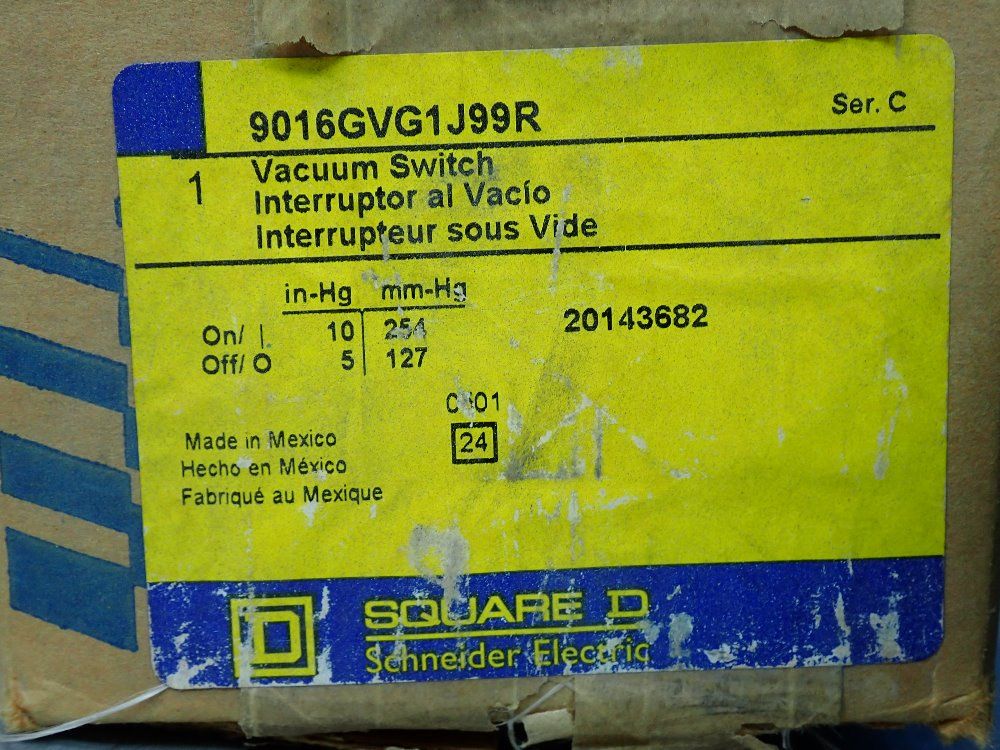 9016GVG1J99R Ser. C
1 Vacuum Switch
Interruptor al Vacío
Interrupteur sous Vide
in-Hg mm-Hg
On/ | 10 254
Off/ O 5 127
20143682
24
Made in Mexico
Hecho en México
Fabriqué au Mexique
D SQUARE D
Schneider Electric